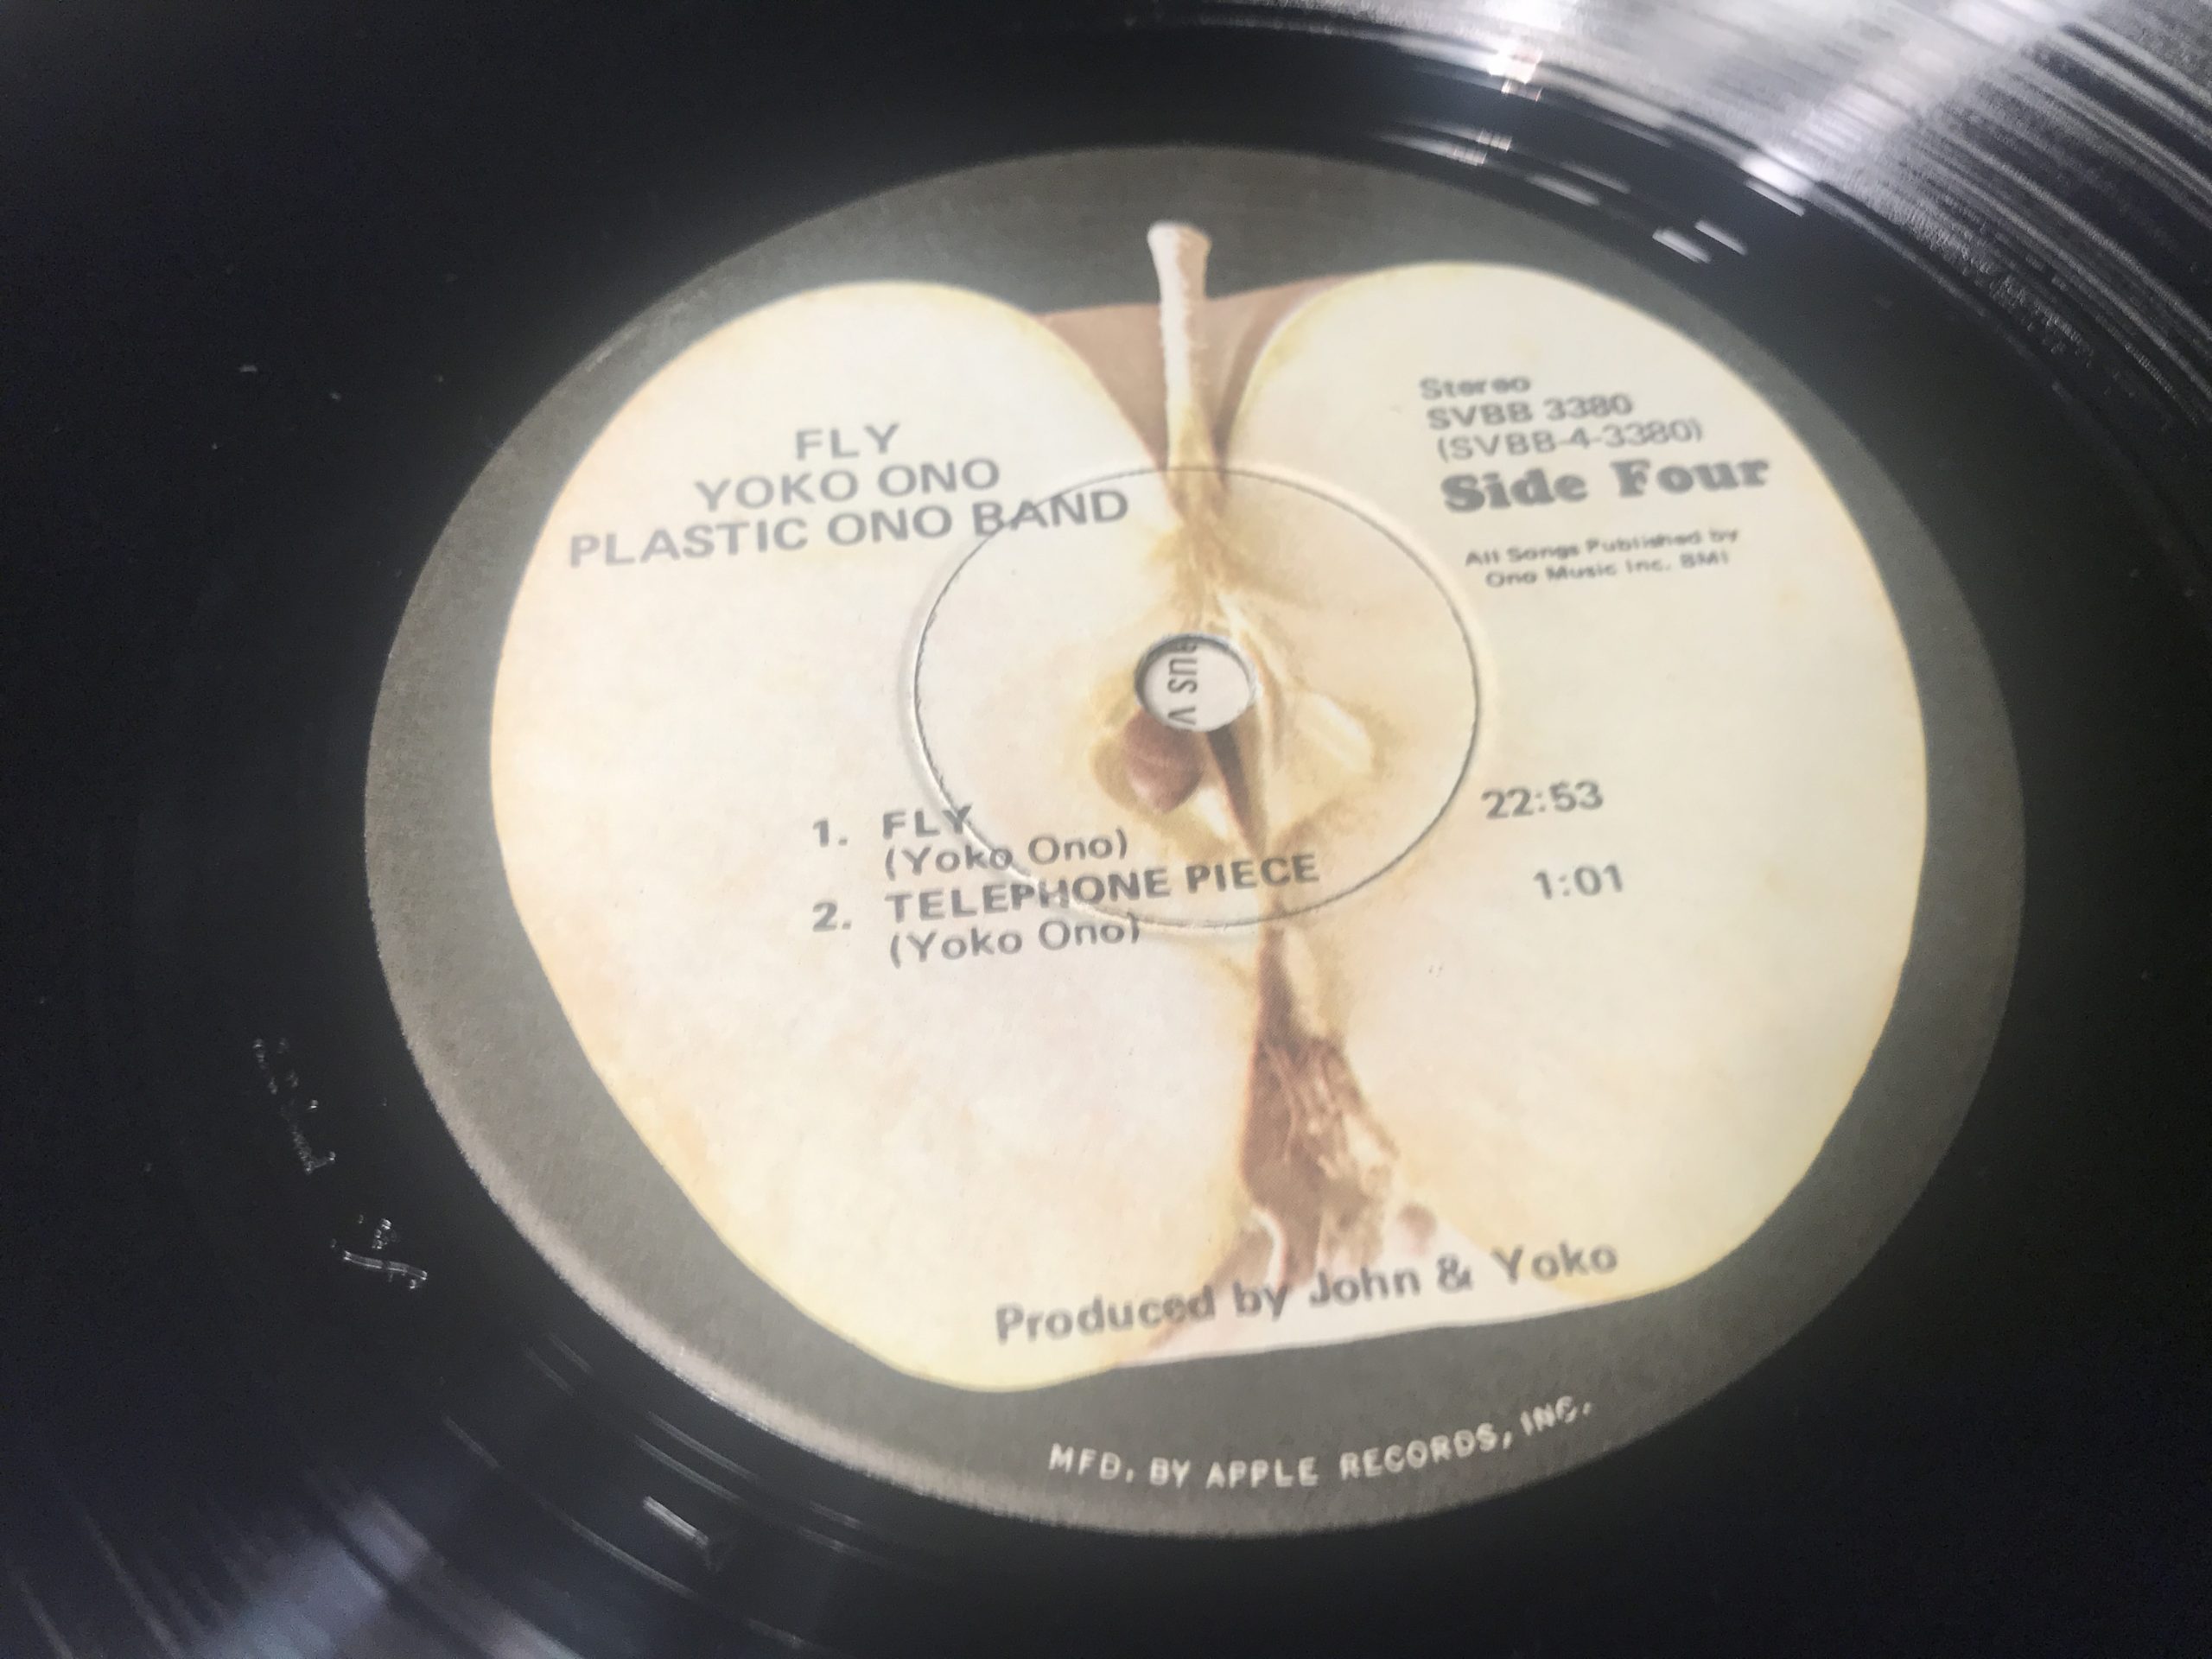 FLY
YOKO ONO
PLASTIC ONO BAND
Stereo
SVBB 3380
(SVBB-4-3380)
Side Four
All Songs Published by
Ono Music Inc. BMI
1. FLY 22:53
(Yoko Ono)
2. TELEPHONE PIECE 1:01
(Yoko Ono)
Produced by John & Yoko
MFD. BY APPLE RECORDS, INC.